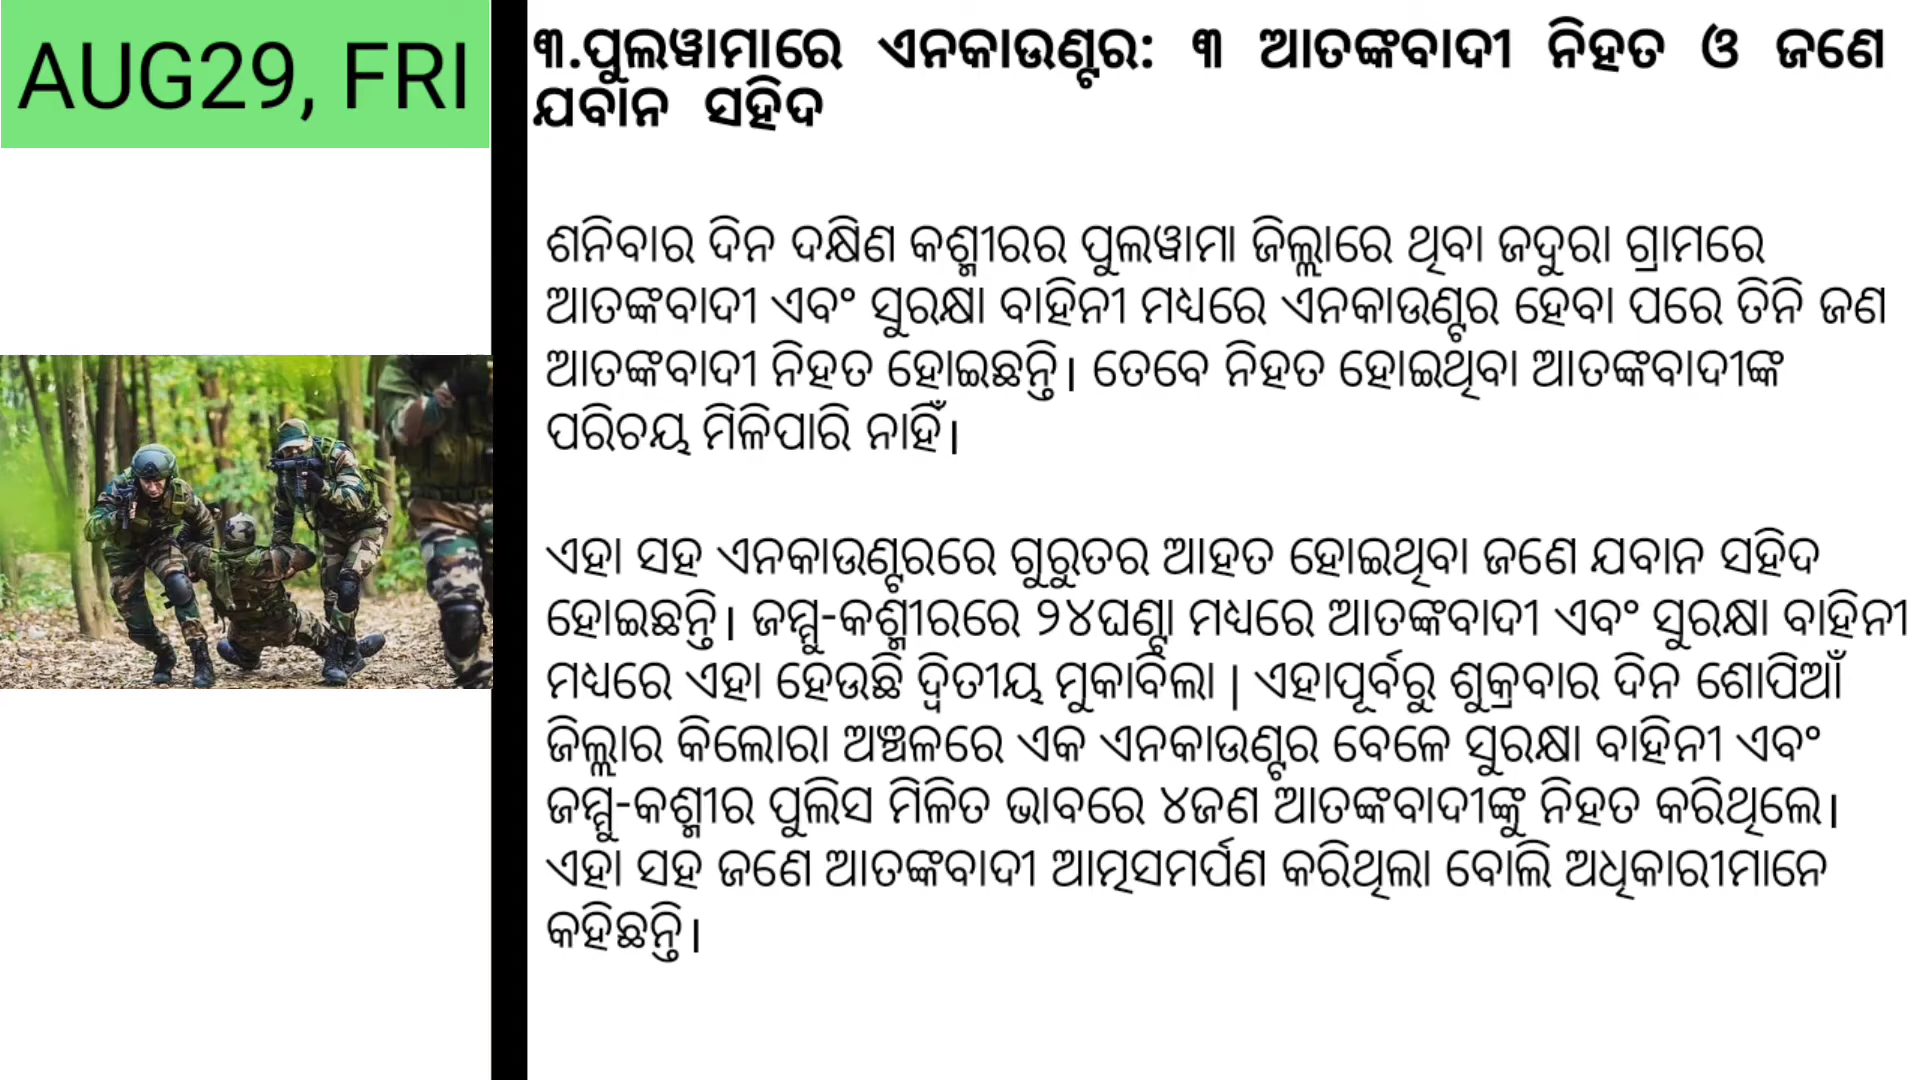 AUG29, FRI
୩.ପୁଲୱାମାରେ ଏନକାଉଣ୍ଟର: ୩ ଆତଙ୍କବାଦୀ ନିହତ ଓ ଜଣେ
ଯବାନ ସହିଦ
ଶନିବାର ଦିନ ଦକ୍ଷିଣ କଶ୍ମୀରର ପୁଲୱାମା ଜିଲ୍ଲାରେ ଥିବା ଜଦୁରା ଗ୍ରାମରେ
ଆତଙ୍କବାଦୀ ଏବଂ ସୁରକ୍ଷା ବାହିନୀ ମଧ୍ୟରେ ଏନକାଉଣ୍ଟର ହେବା ପରେ ତିନି ଜଣ
ଆତଙ୍କବାଦୀ ନିହତ ହୋଇଛନ୍ତି। ତେବେ ନିହତ ହୋଇଥିବା ଆତଙ୍କବାଦୀଙ୍କ
ପରିଚୟ ମିଳିପାରି ନାହିଁ।
ଏହା ସହ ଏନକାଉଣ୍ଟରରେ ଗୁରୁତର ଆହତ ହୋଇଥିବା ଜଣେ ଯବାନ ସହିଦ
ହୋଇଛନ୍ତି। ଜମ୍ମୁ-କଶ୍ମୀରରେ ୨୪ଘଣ୍ଟା ମଧ୍ୟରେ ଆତଙ୍କବାଦୀ ଏବଂ ସୁରକ୍ଷା ବାହିନୀ
ମଧ୍ୟରେ ଏହା ହେଉଛି ଦ୍ୱିତୀୟ ମୁକାବିଲା | ଏହାପୂର୍ବରୁ ଶୁକ୍ରବାର ଦିନ ଶୋପିଆଁ
ଜିଲ୍ଲାର କିଲୋରା ଅଞ୍ଚଳରେ ଏକ ଏନକାଉଣ୍ଟର ବେଳେ ସୁରକ୍ଷା ବାହିନୀ ଏବଂ
ଜମ୍ମୁ-କଶ୍ମୀର ପୁଲିସ ମିଳିତ ଭାବରେ ୪ଜଣ ଆତଙ୍କବାଦୀଙ୍କୁ ନିହତ କରିଥିଲେ।
ଏହା ସହ ଜଣେ ଆତଙ୍କବାଦୀ ଆତ୍ମସମର୍ପଣ କରିଥିଲା ବୋଲି ଅଧିକାରୀମାନେ
କହିଛନ୍ତି।